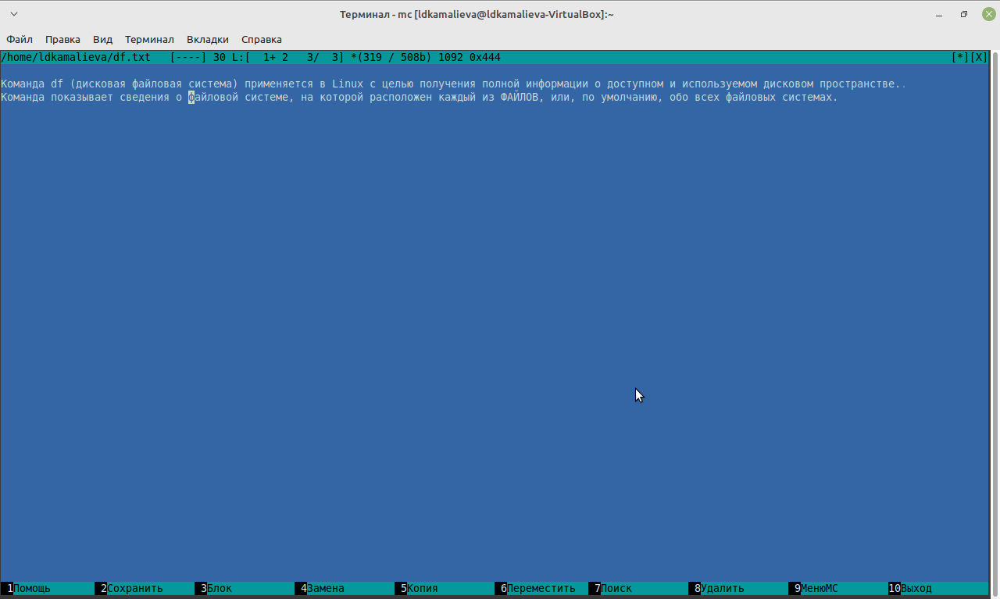 Терминал - mc [ldkamalieva@ldkamalieva-VirtualBox]:~
Файл Правка Вид Терминал Вкладки Справка
/home/ldkamalieva/df.txt [----] 30 L:[ 1+ 2 3/ 3] *(319 / 508b) 1092 0x444 [*][X]
Команда df (дисковая файловая система) применяется в Linux с целью получения полной информации о доступном и используемом дисковом пространстве..
Команда показывает сведения о файловой системе, на которой расположен каждый из ФАЙЛОВ, или, по умолчанию, обо всех файловых системах.
1Помощь 2Сохранить 3Блок 4Замена 5Копия 6Переместить 7Поиск 8Удалить 9МенюMC 10Выход